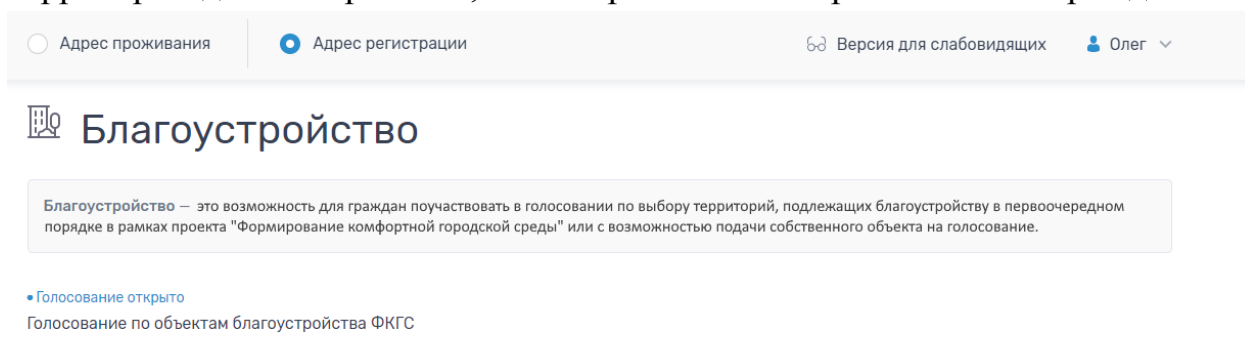 Адрес проживания Адрес регистрации Версия для слабовидящих Олег
Благоустройство
Благоустройство – это возможность для граждан поучаствовать в голосовании по выбору территорий, подлежащих благоустройству в первоочередном
порядке в рамках проекта "Формирование комфортной городской среды" или с возможностью подачи собственного объекта на голосование.
• Голосование открыто
Голосование по объектам благоустройства ФКГС